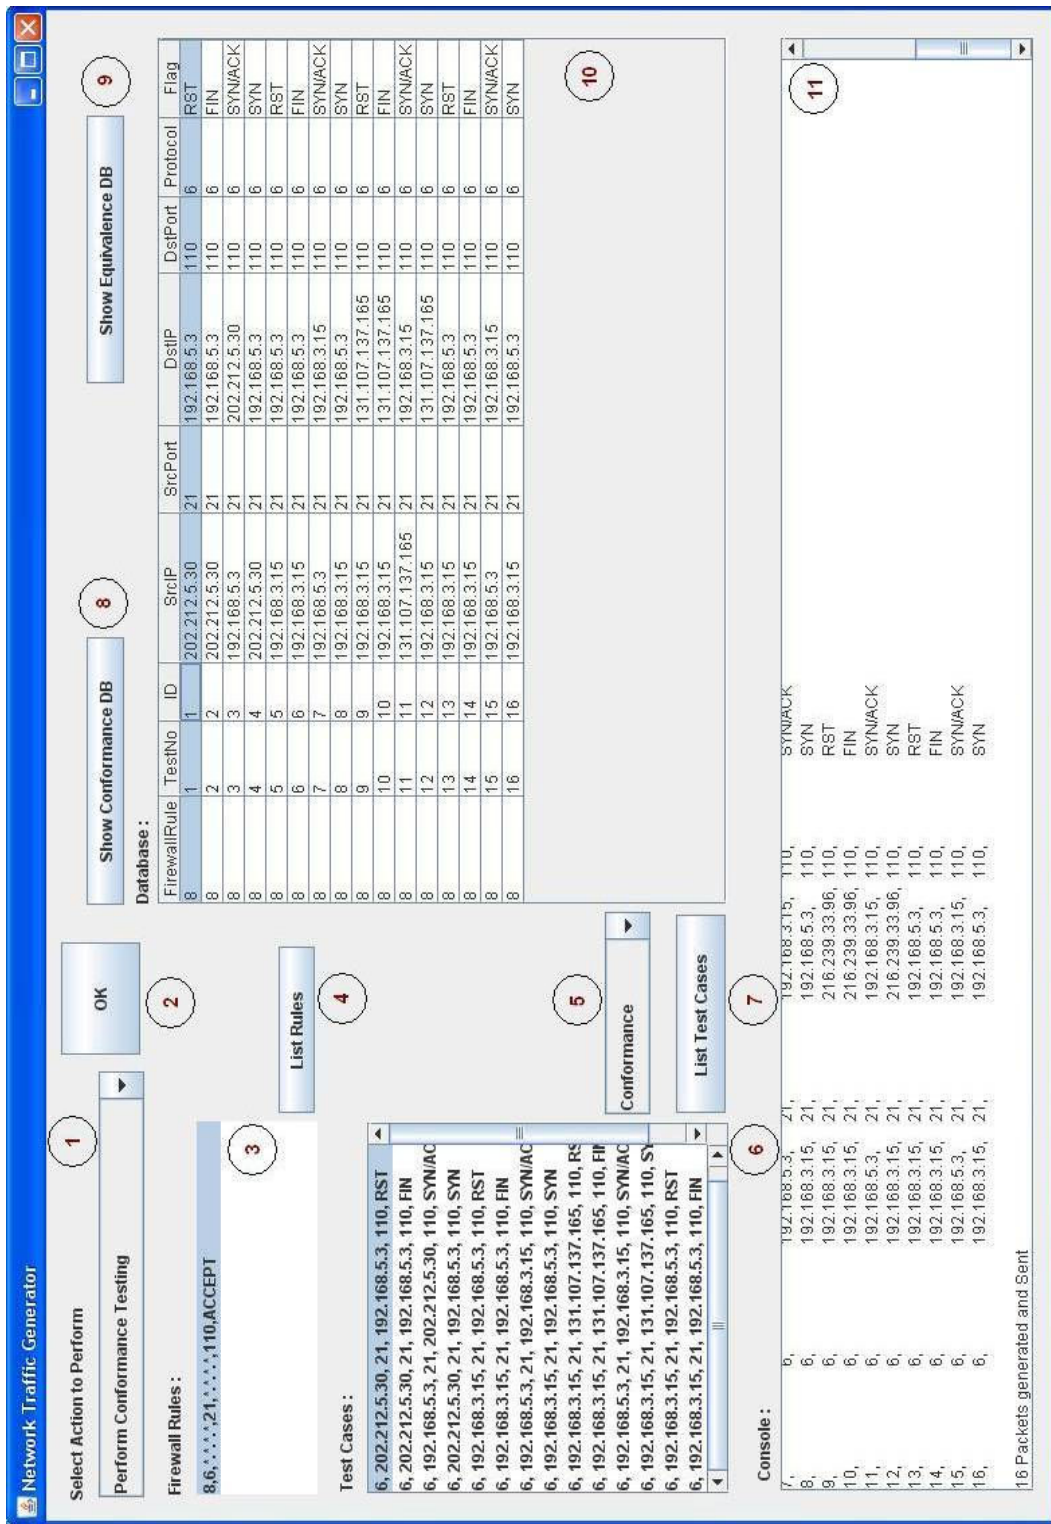 Network Traffic Generator
Select Action to Perform
1
Perform Conformance Testing
OK
2
Show Conformance DB
8
Show Equivalence DB
9
Firewall Rules :
8,6,*.*.*.*,21,*.*.*.*,110,ACCEPT
3
List Rules
4
Test Cases :
6, 202.212.5.30, 21, 192.168.5.3, 110, RST
6, 202.212.5.30, 21, 192.168.5.3, 110, FIN
6, 192.168.5.3, 21, 202.212.5.30, 110, SYN/AC
6, 202.212.5.30, 21, 192.168.5.3, 110, SYN
6, 192.168.3.15, 21, 192.168.5.3, 110, RST
6, 192.168.3.15, 21, 192.168.5.3, 110, FIN
6, 192.168.5.3, 21, 192.168.3.15, 110, SYN/AC
6, 192.168.3.15, 21, 192.168.5.3, 110, SYN
6, 192.168.3.15, 21, 131.107.137.165, 110, RS
6, 192.168.3.15, 21, 131.107.137.165, 110, FIN
6, 192.168.5.3, 21, 192.168.3.15, 110, SYN/AC
6, 192.168.3.15, 21, 131.107.137.165, 110, SY
6, 192.168.3.15, 21, 192.168.5.3, 110, RST
6, 192.168.3.15, 21, 192.168.5.3, 110, FIN
5
Conformance
List Test Cases
6
7
Database :
FirewallRule TestNo ID SrcIP SrcPort DstIP DstPort Protocol Flag
8 1 1 202.212.5.30 21 192.168.5.3 110 6 RST
8 2 2 202.212.5.30 21 192.168.5.3 110 6 FIN
8 3 3 192.168.5.3 21 202.212.5.30 110 6 SYN/ACK
8 4 4 202.212.5.30 21 192.168.5.3 110 6 SYN
8 5 5 192.168.3.15 21 192.168.5.3 110 6 RST
8 6 6 192.168.3.15 21 192.168.5.3 110 6 FIN
8 7 7 192.168.5.3 21 192.168.3.15 110 6 SYN/ACK
8 8 8 192.168.3.15 21 192.168.5.3 110 6 SYN
8 9 9 192.168.3.15 21 131.107.137.165 110 6 RST
8 10 10 192.168.3.15 21 131.107.137.165 110 6 FIN
8 11 11 131.107.137.165 21 192.168.3.15 110 6 SYN/ACK
8 12 12 192.168.3.15 21 131.107.137.165 110 6 SYN
8 13 13 192.168.3.15 21 192.168.5.3 110 6 RST
8 14 14 192.168.3.15 21 192.168.5.3 110 6 FIN
8 15 15 192.168.5.3 21 192.168.3.15 110 6 SYN/ACK
8 16 16 192.168.3.15 21 192.168.5.3 110 6 SYN
10
Console :
7, 6, 192.168.5.3, 21, 192.168.3.15, 110, SYN/ACK
8, 6, 192.168.3.15, 21, 192.168.5.3, 110, SYN
9, 6, 192.168.3.15, 21, 216.239.33.96, 110, RST
10, 6, 192.168.3.15, 21, 216.239.33.96, 110, FIN
11, 6, 192.168.5.3, 21, 192.168.3.15, 110, SYN/ACK
12, 6, 192.168.3.15, 21, 216.239.33.96, 110, SYN
13, 6, 192.168.3.15, 21, 192.168.5.3, 110, RST
14, 6, 192.168.3.15, 21, 192.168.5.3, 110, FIN
15, 6, 192.168.5.3, 21, 192.168.3.15, 110, SYN/ACK
16, 6, 192.168.3.15, 21, 192.168.5.3, 110, SYN
16 Packets generated and Sent
11